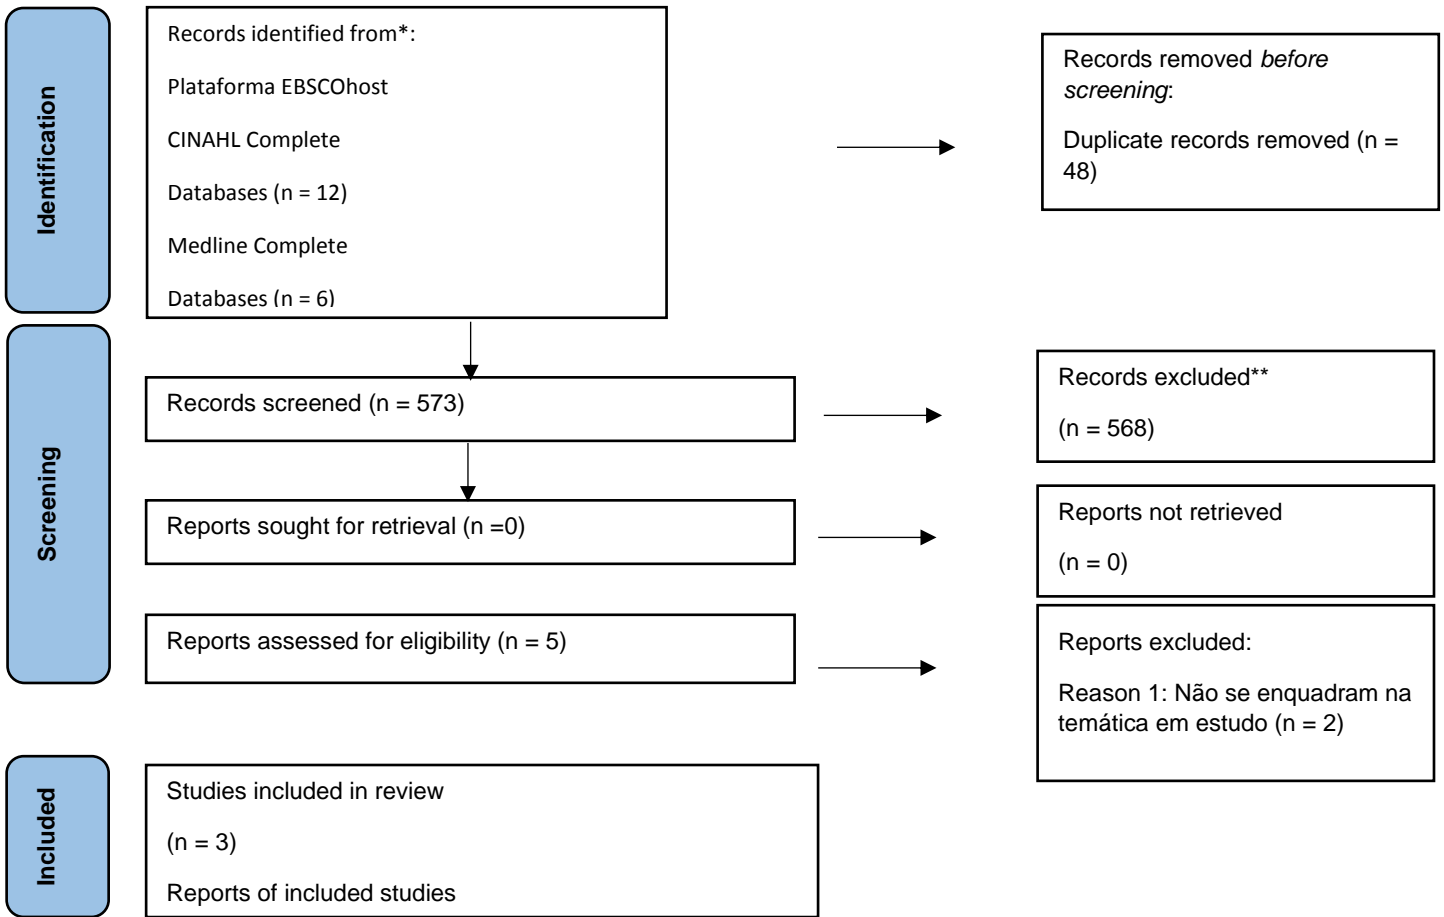 Identification
Records identified from*:
Plataforma EBSCOhost
CINAHL Complete
Databases (n = 12)
Medline Complete
Databases (n = 6)
Records removed before
screening:
Duplicate records removed (n =
48)
Screening
Records screened (n = 573)
Records excluded**
(n = 568)
Reports sought for retrieval (n =0)
Reports not retrieved
(n = 0)
Reports assessed for eligibility (n = 5)
Reports excluded:
Reason 1: Não se enquadram na
temática em estudo (n = 2)
Included
Studies included in review
(n = 3)
Reports of included studies